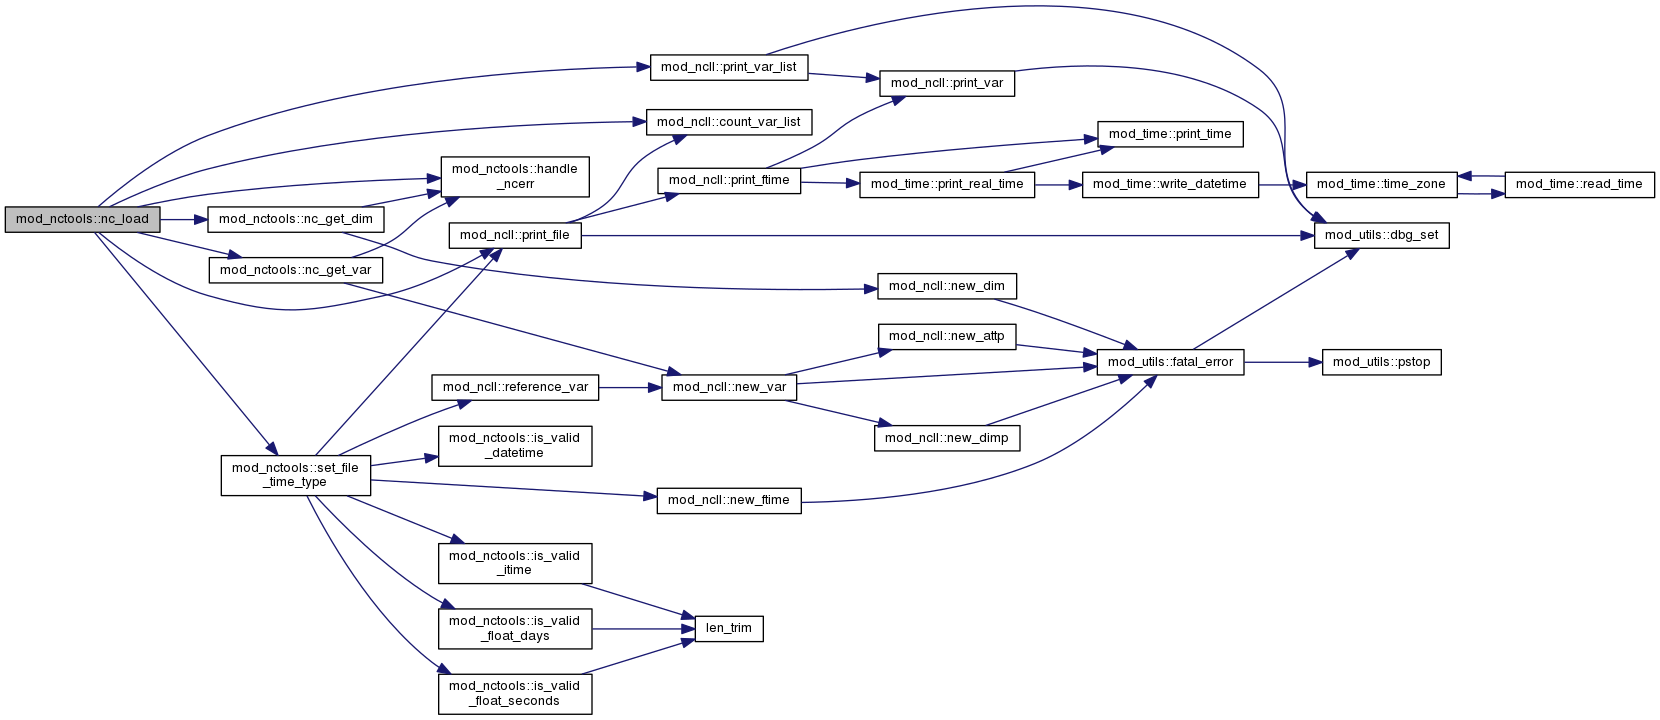 mod_ncll::print_var_list
mod_ncll::print_var
mod_ncll::count_var_list
mod_time::print_time
mod_nctools::handle
_ncerr
mod_ncll::print_ftime
mod_time::print_real_time
mod_time::write_datetime
mod_time::time_zone
mod_time::read_time
mod_nctools::nc_load
mod_nctools::nc_get_dim
mod_ncll::print_file
mod_utils::dbg_set
mod_nctools::nc_get_var
mod_ncll::new_dim
mod_ncll::new_attp
mod_utils::fatal_error
mod_utils::pstop
mod_ncll::reference_var
mod_ncll::new_var
mod_nctools::is_valid
_datetime
mod_ncll::new_dimp
mod_nctools::set_file
_time_type
mod_ncll::new_ftime
mod_nctools::is_valid
_itime
mod_nctools::is_valid
_float_days
len_trim
mod_nctools::is_valid
_float_seconds